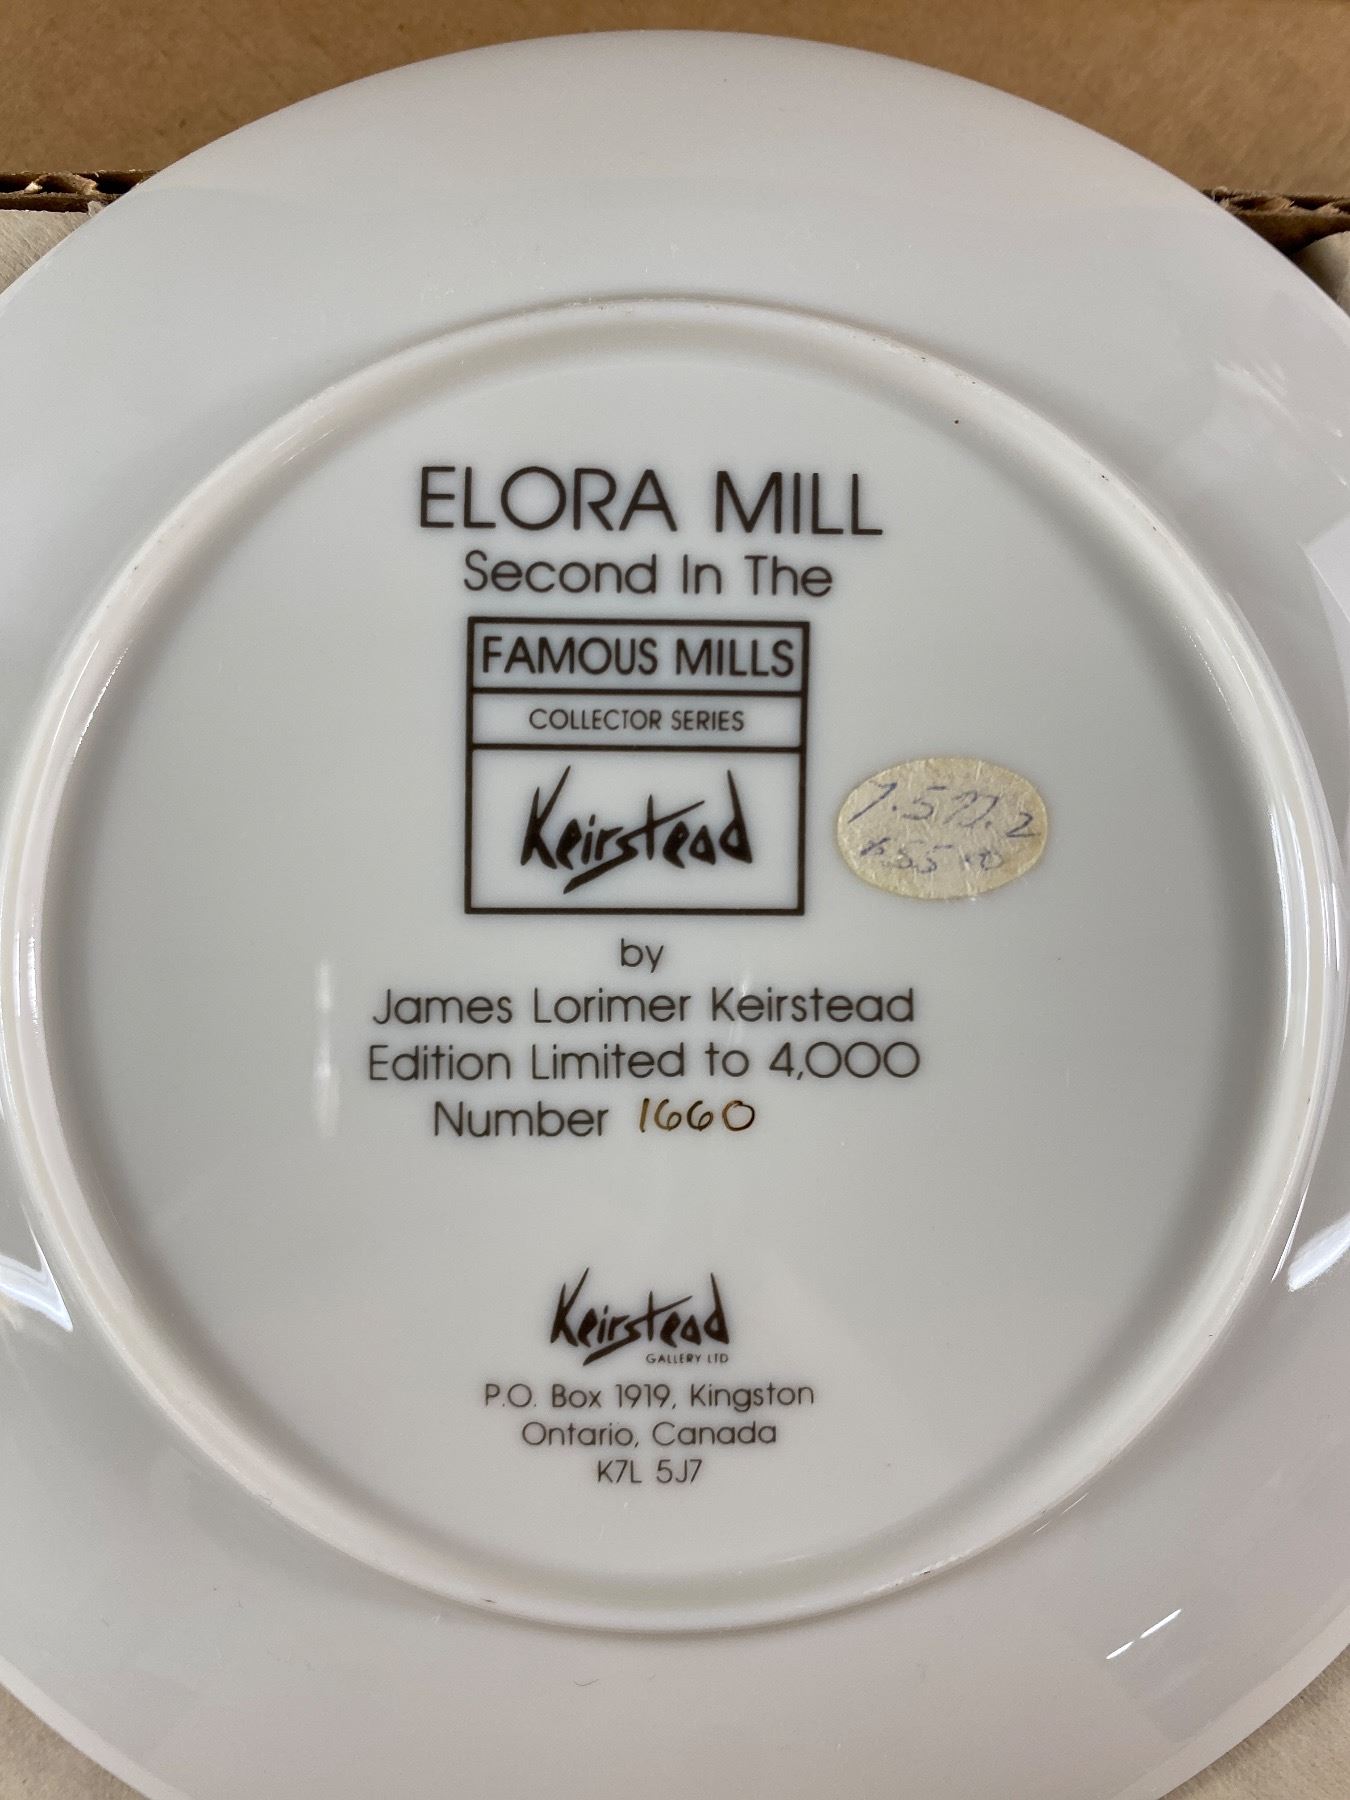 ELORA MILL
Second In The
FAMOUS MILLS
COLLECTOR SERIES
Keirstead
by
James Lorimer Keirstead
Edition Limited to 4,000
Number 1660
Keirstead
GALLERY LTD
P.O. Box 1919, Kingston
Ontario, Canada
K7L 5J7